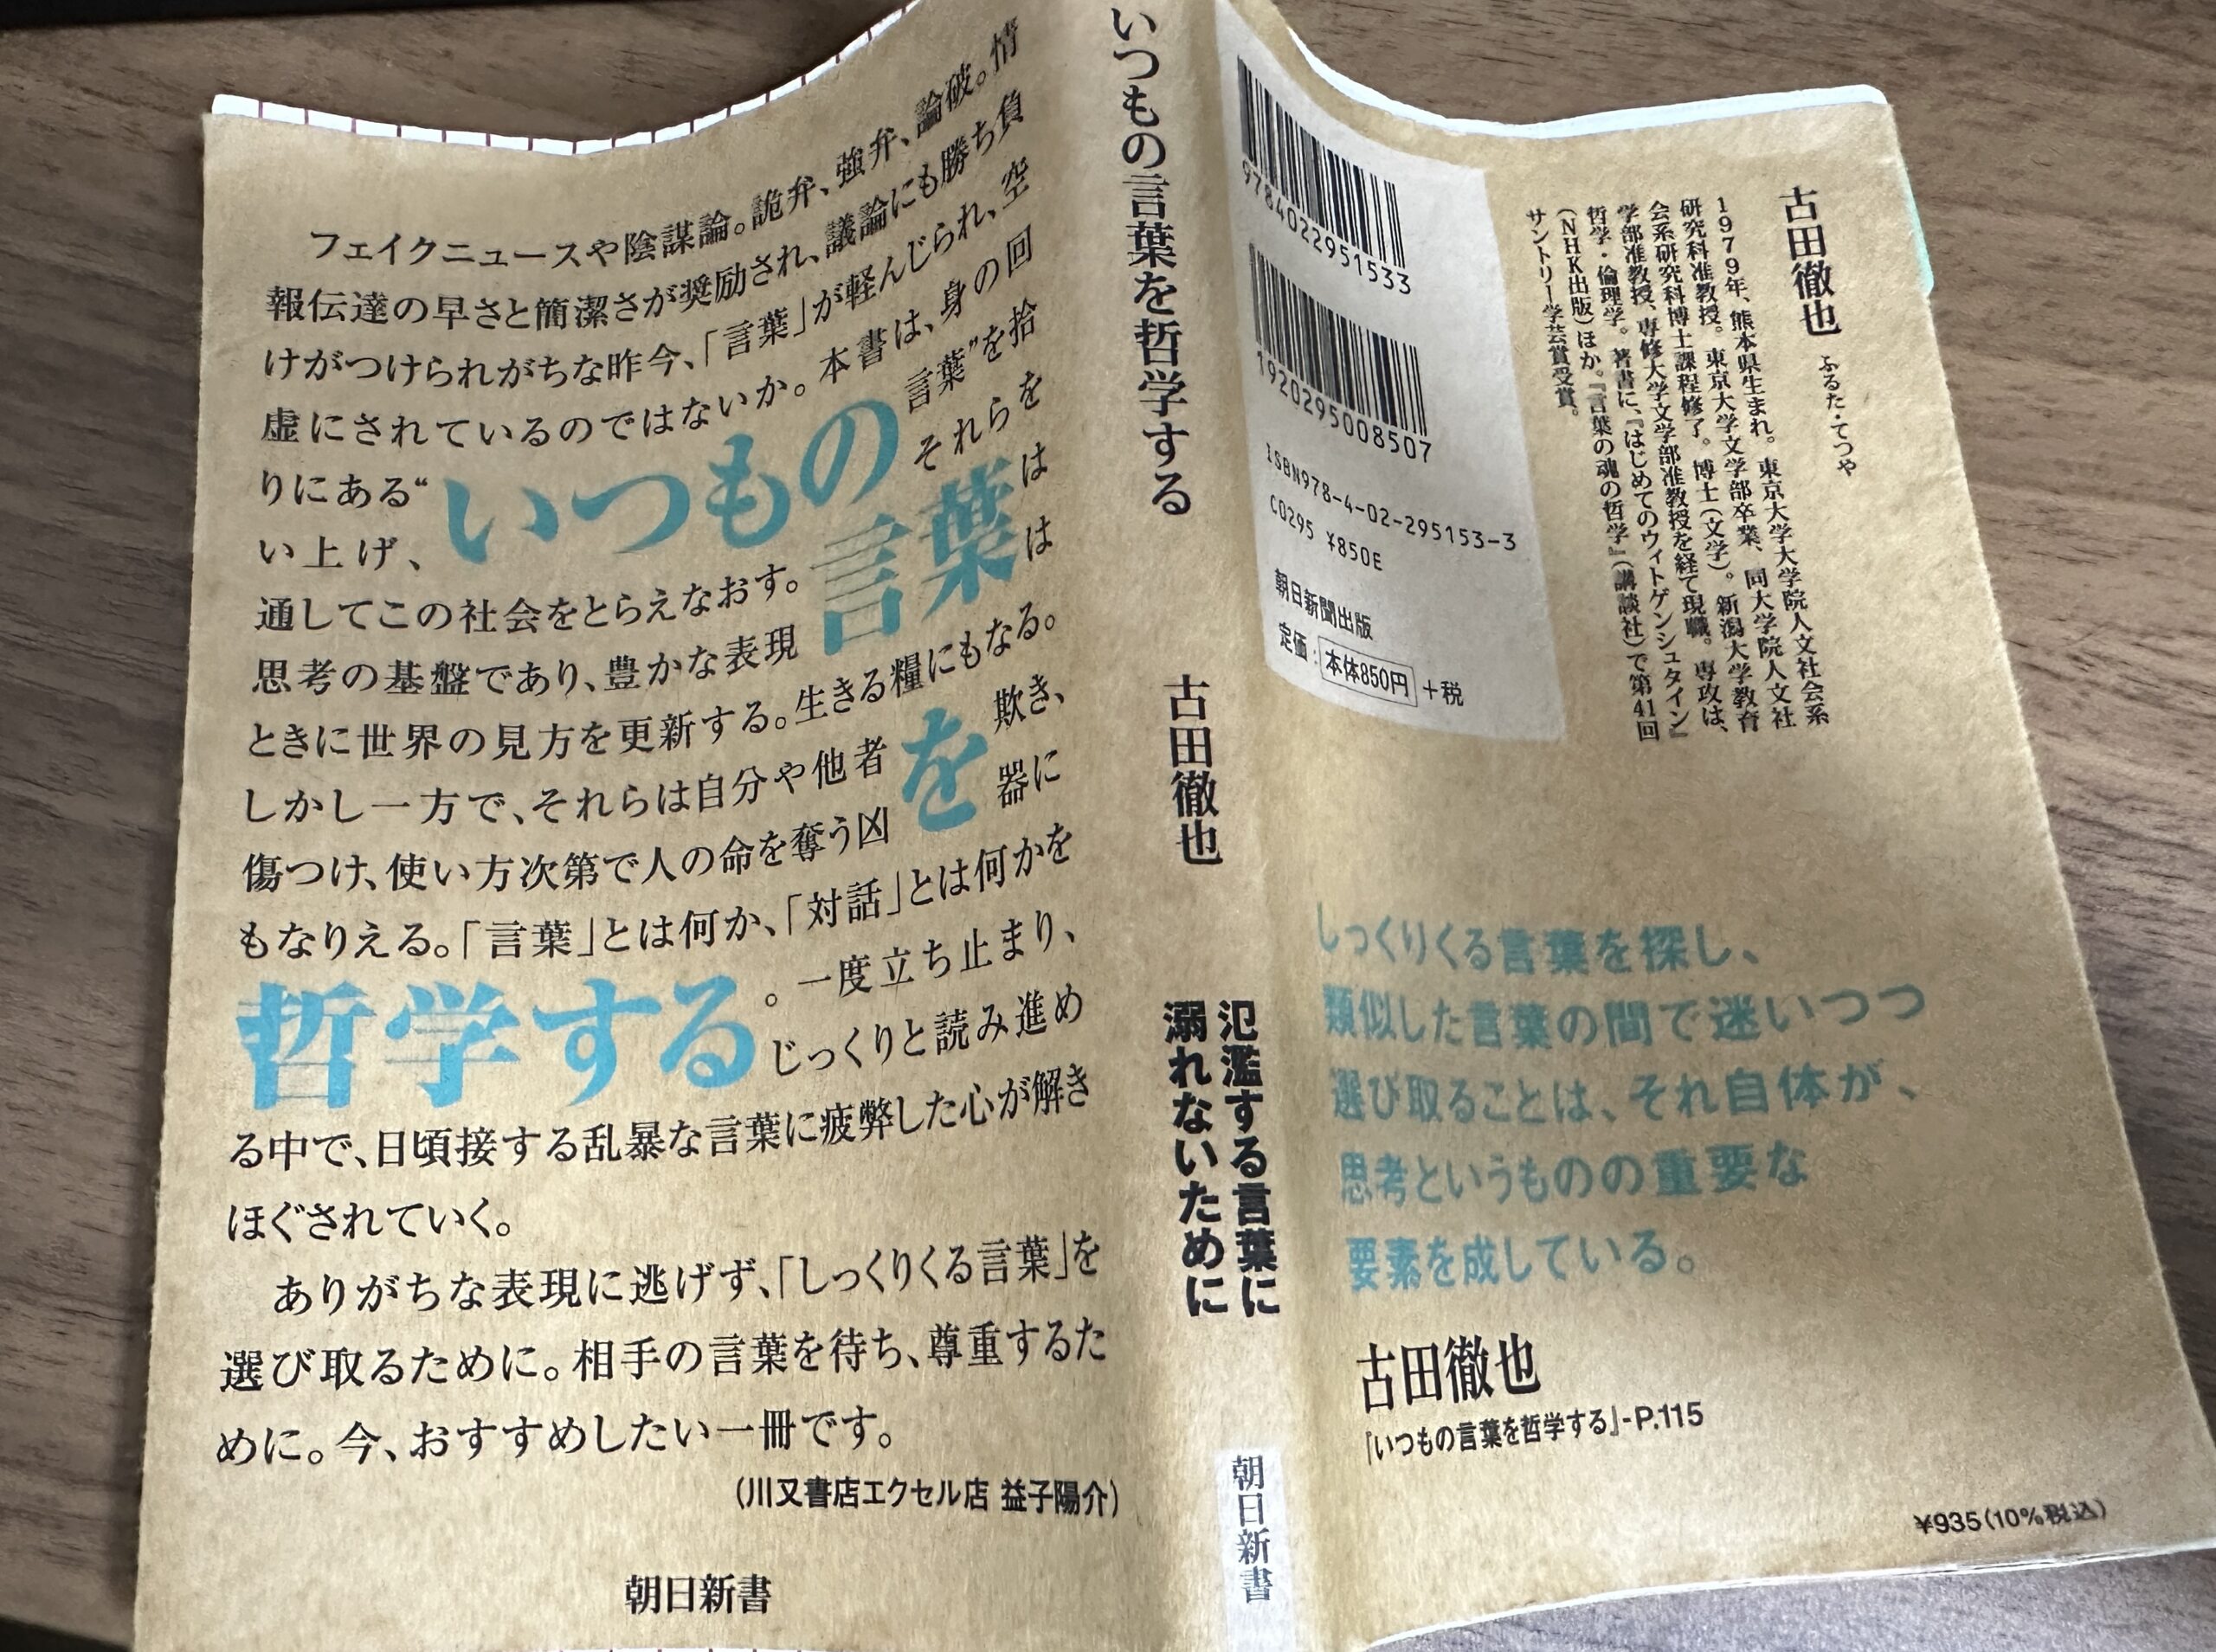 フェイクニュースや陰謀論。詭弁、強弁、論破。情
報伝達の早さと簡潔さが奨励され、議論にも勝ち負
けがつけられがちな昨今、「言葉」が軽んじられ、空
虚にされているのではないか。本書は、身の回
りにある“いつもの言葉”を拾
い上げ、それらを
通してこの社会をとらえなおす。言葉は
思考の基盤であり、豊かな表現は
ときに世界の見方を更新する。生きる糧にもなる。
しかし一方で、それらは自分や他者を欺き、
傷つけ、使い方次第で人の命を奪う凶器に
もなりえる。「言葉」とは何か、「対話」とは何かを
哲学する。一度立ち止まり、
じっくりと読み進め
る中で、日頃接する乱暴な言葉に疲弊した心が解き
ほぐされていく。
ありがちな表現に逃げず、「しっくりくる言葉」を
選び取るために。相手の言葉を待ち、尊重するた
めに。今、おすすめしたい一冊です。
(川又書店エクセル店 益子陽介)
朝日新書
いつもの言葉を哲学する
古田徹也
氾濫する言葉に
溺れないために
朝日新書
9784022951533
1920295008507
ISBN978-4-02-295153-3
C0295 ¥850E
朝日新聞出版
定価：本体850円+税
古田徹也 ふるた・てつや
1979年、熊本県生まれ。東京大学大学院人文社会系
研究科准教授。東京大学文学部卒業、同大学院人文社
会系研究科博士課程修了。博士(文学)。新潟大学教育
学部准教授、専修大学文学部准教授を経て現職。専攻は、
哲学・倫理学。著書に、『はじめてのウィトゲンシュタイン』
(NHK出版)ほか。『言葉の魂の哲学』(講談社)で第41回
サントリー学芸賞受賞。
しっくりくる言葉を探し、
類似した言葉の間で迷いつつ
選び取ることは、それ自体が、
思考というものの重要な
要素を成している。
古田徹也
『いつもの言葉を哲学する』-P.115
¥935(10%税込)